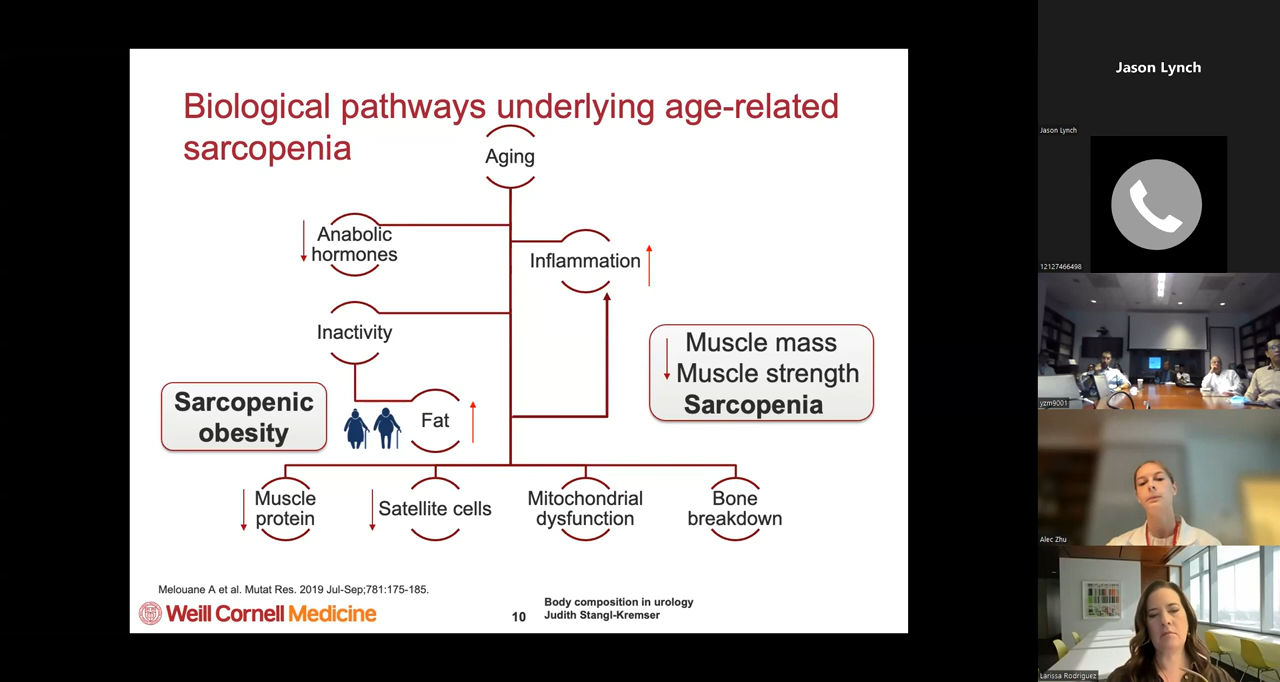 Biological pathways underlying age-related
sarcopenia
Aging
Anabolic
hormones
Inflammation
Inactivity
Muscle mass
Muscle strength
Sarcopenia
Sarcopenic
obesity
Fat
Muscle
protein
Satellite cells
Mitochondrial
dysfunction
Bone
breakdown
Melouane A et al. Mutat Res. 2019 Jul-Sep;781:175-185.
Weill Cornell Medicine
10
Body composition in urology
Judith Stangl-Kremser
Jason Lynch
Jason Lynch
12127466498
yzm9001
Alec Zhu
Larissa Rodriguez